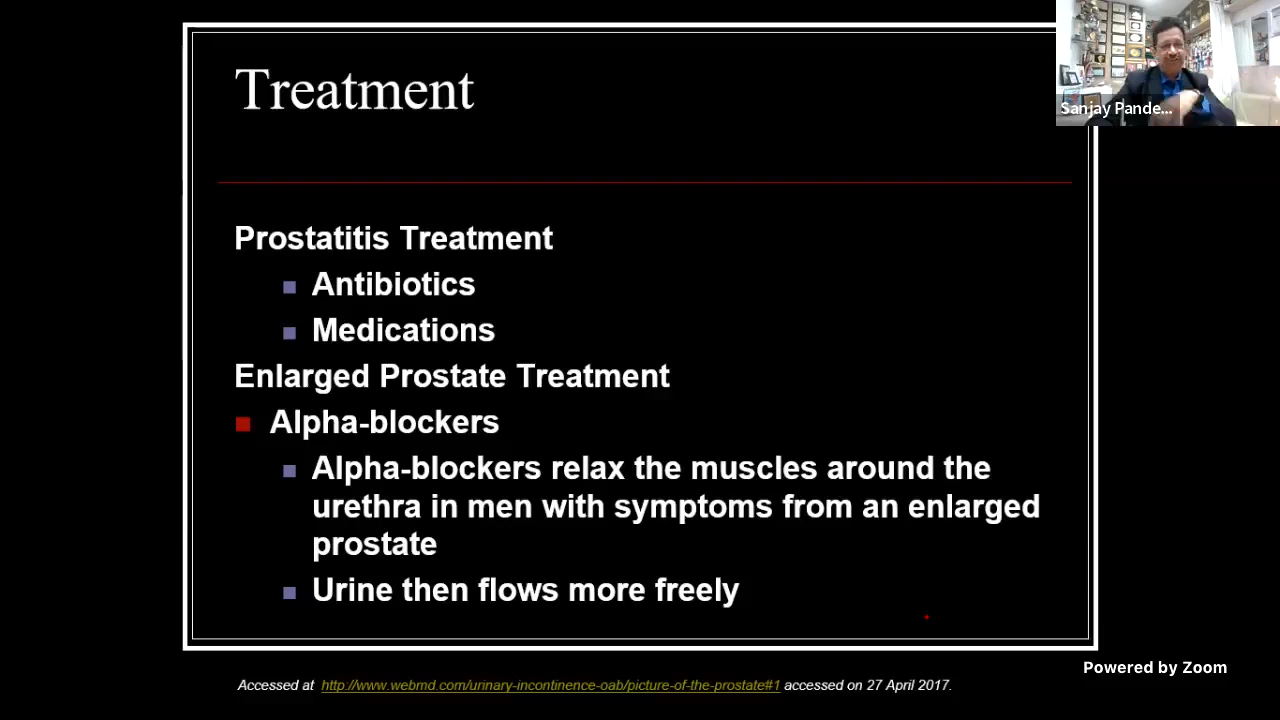 Treatment
Sanjay Pande...
Prostatitis Treatment
Antibiotics
Medications
Enlarged Prostate Treatment
Alpha-blockers
Alpha-blockers relax the muscles around the
urethra in men with symptoms from an enlarged
prostate
Urine then flows more freely
Powered by Zoom
Accessed at http://www.webmd.com/urinary-incontinence-oab/picture-of-the-prostate#1 accessed on 27 April 2017.